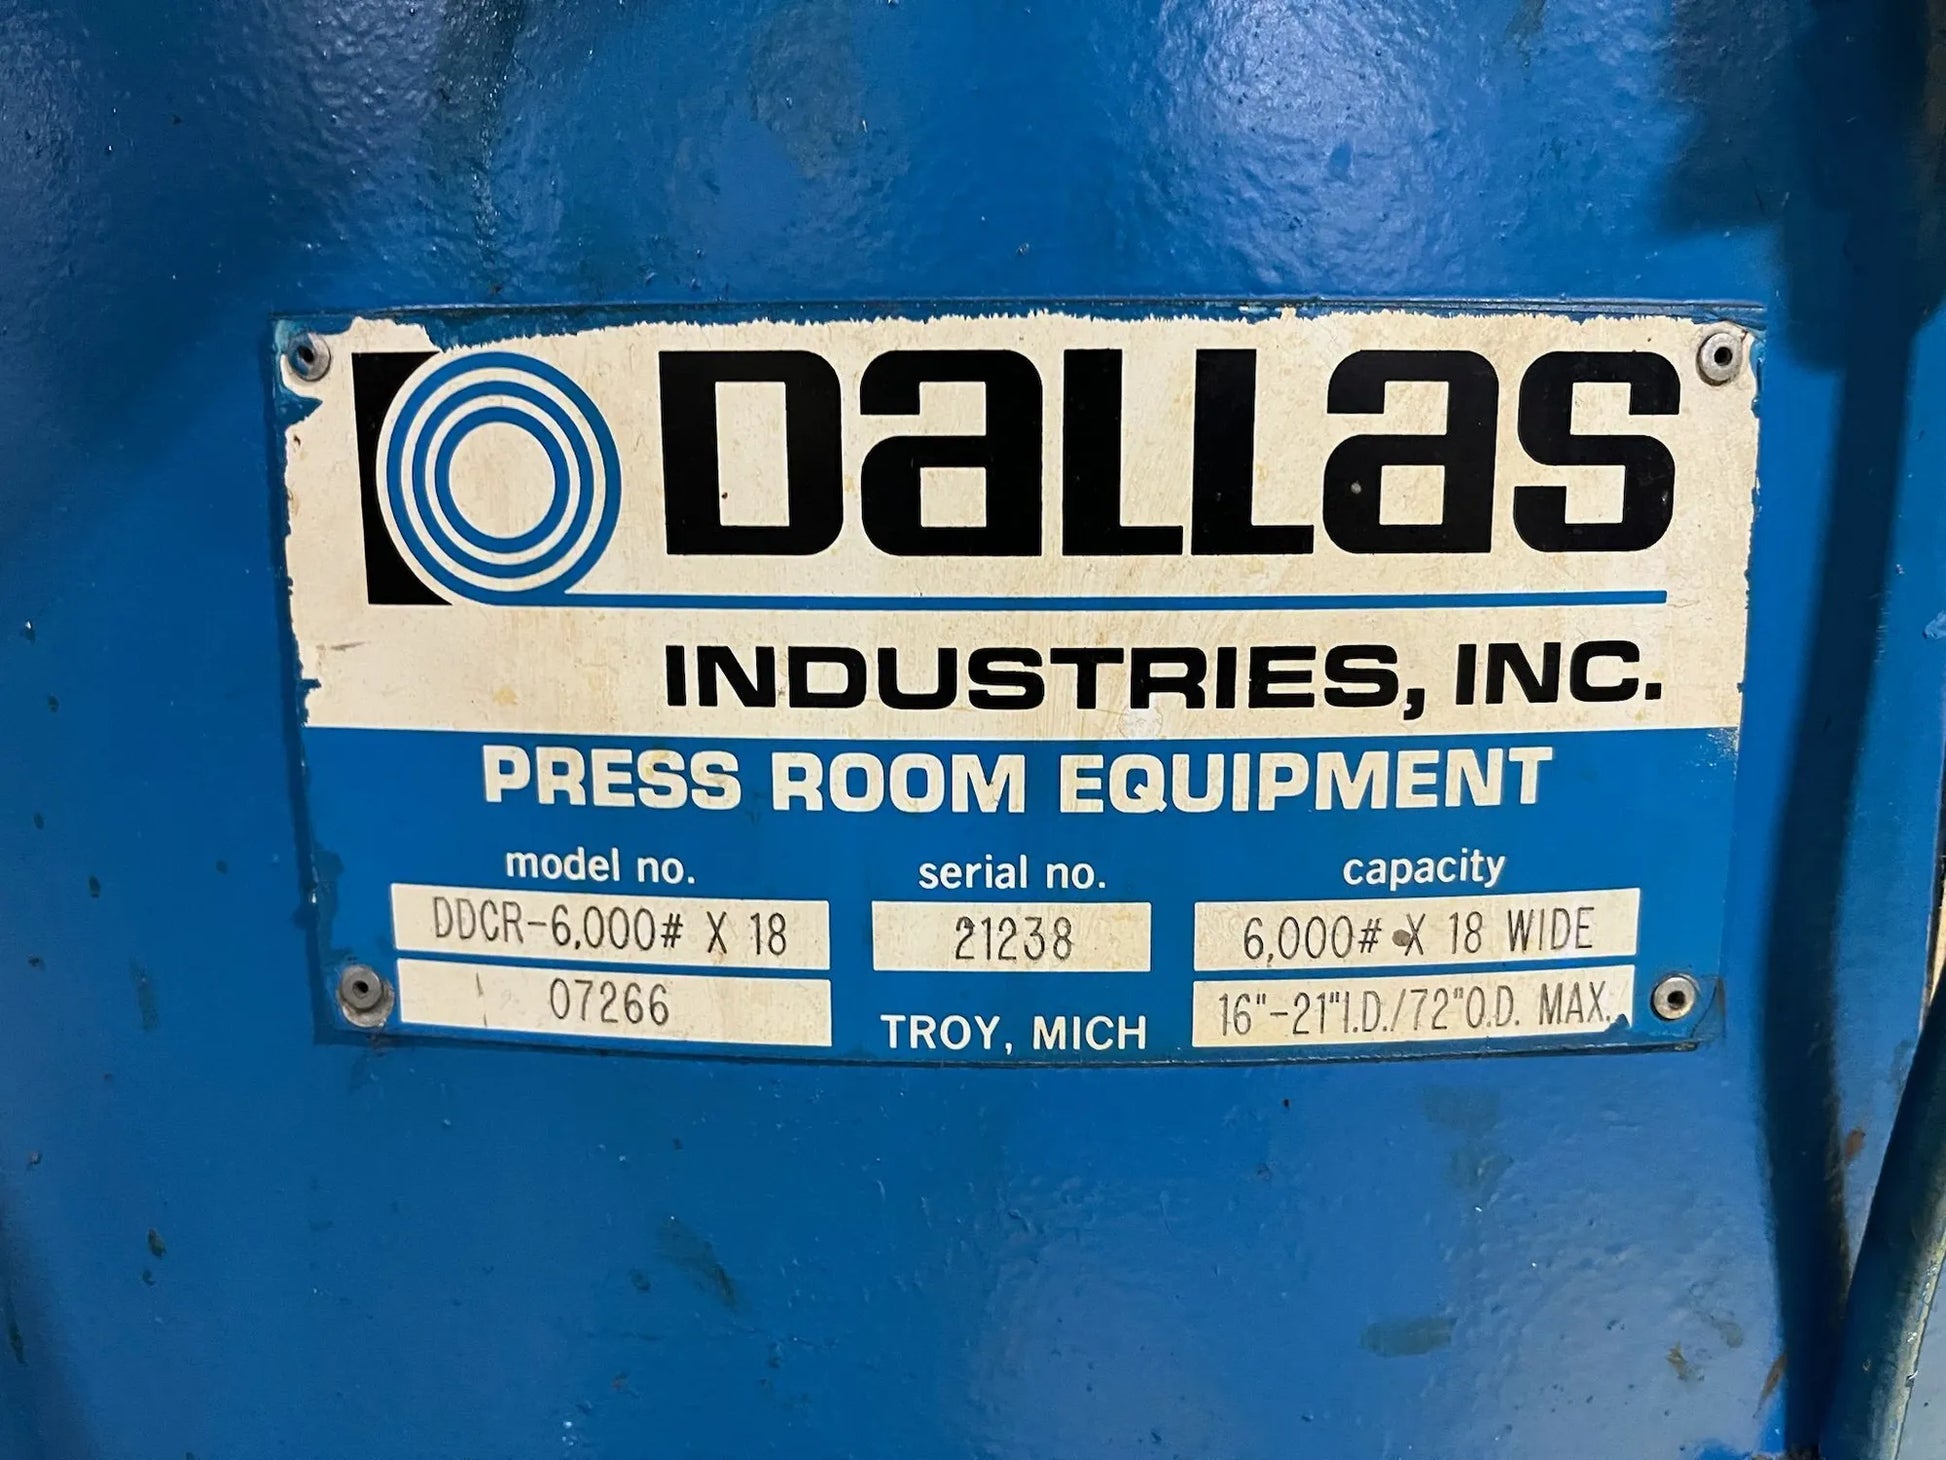 Dallas
INDUSTRIES, INC.
PRESS ROOM EQUIPMENT
model no. serial no. capacity
DDCR-6,000# X 18 21238 6,000# X 18 WIDE
07266 TROY, MICH 16"-21"I.D./72"O.D. MAX.